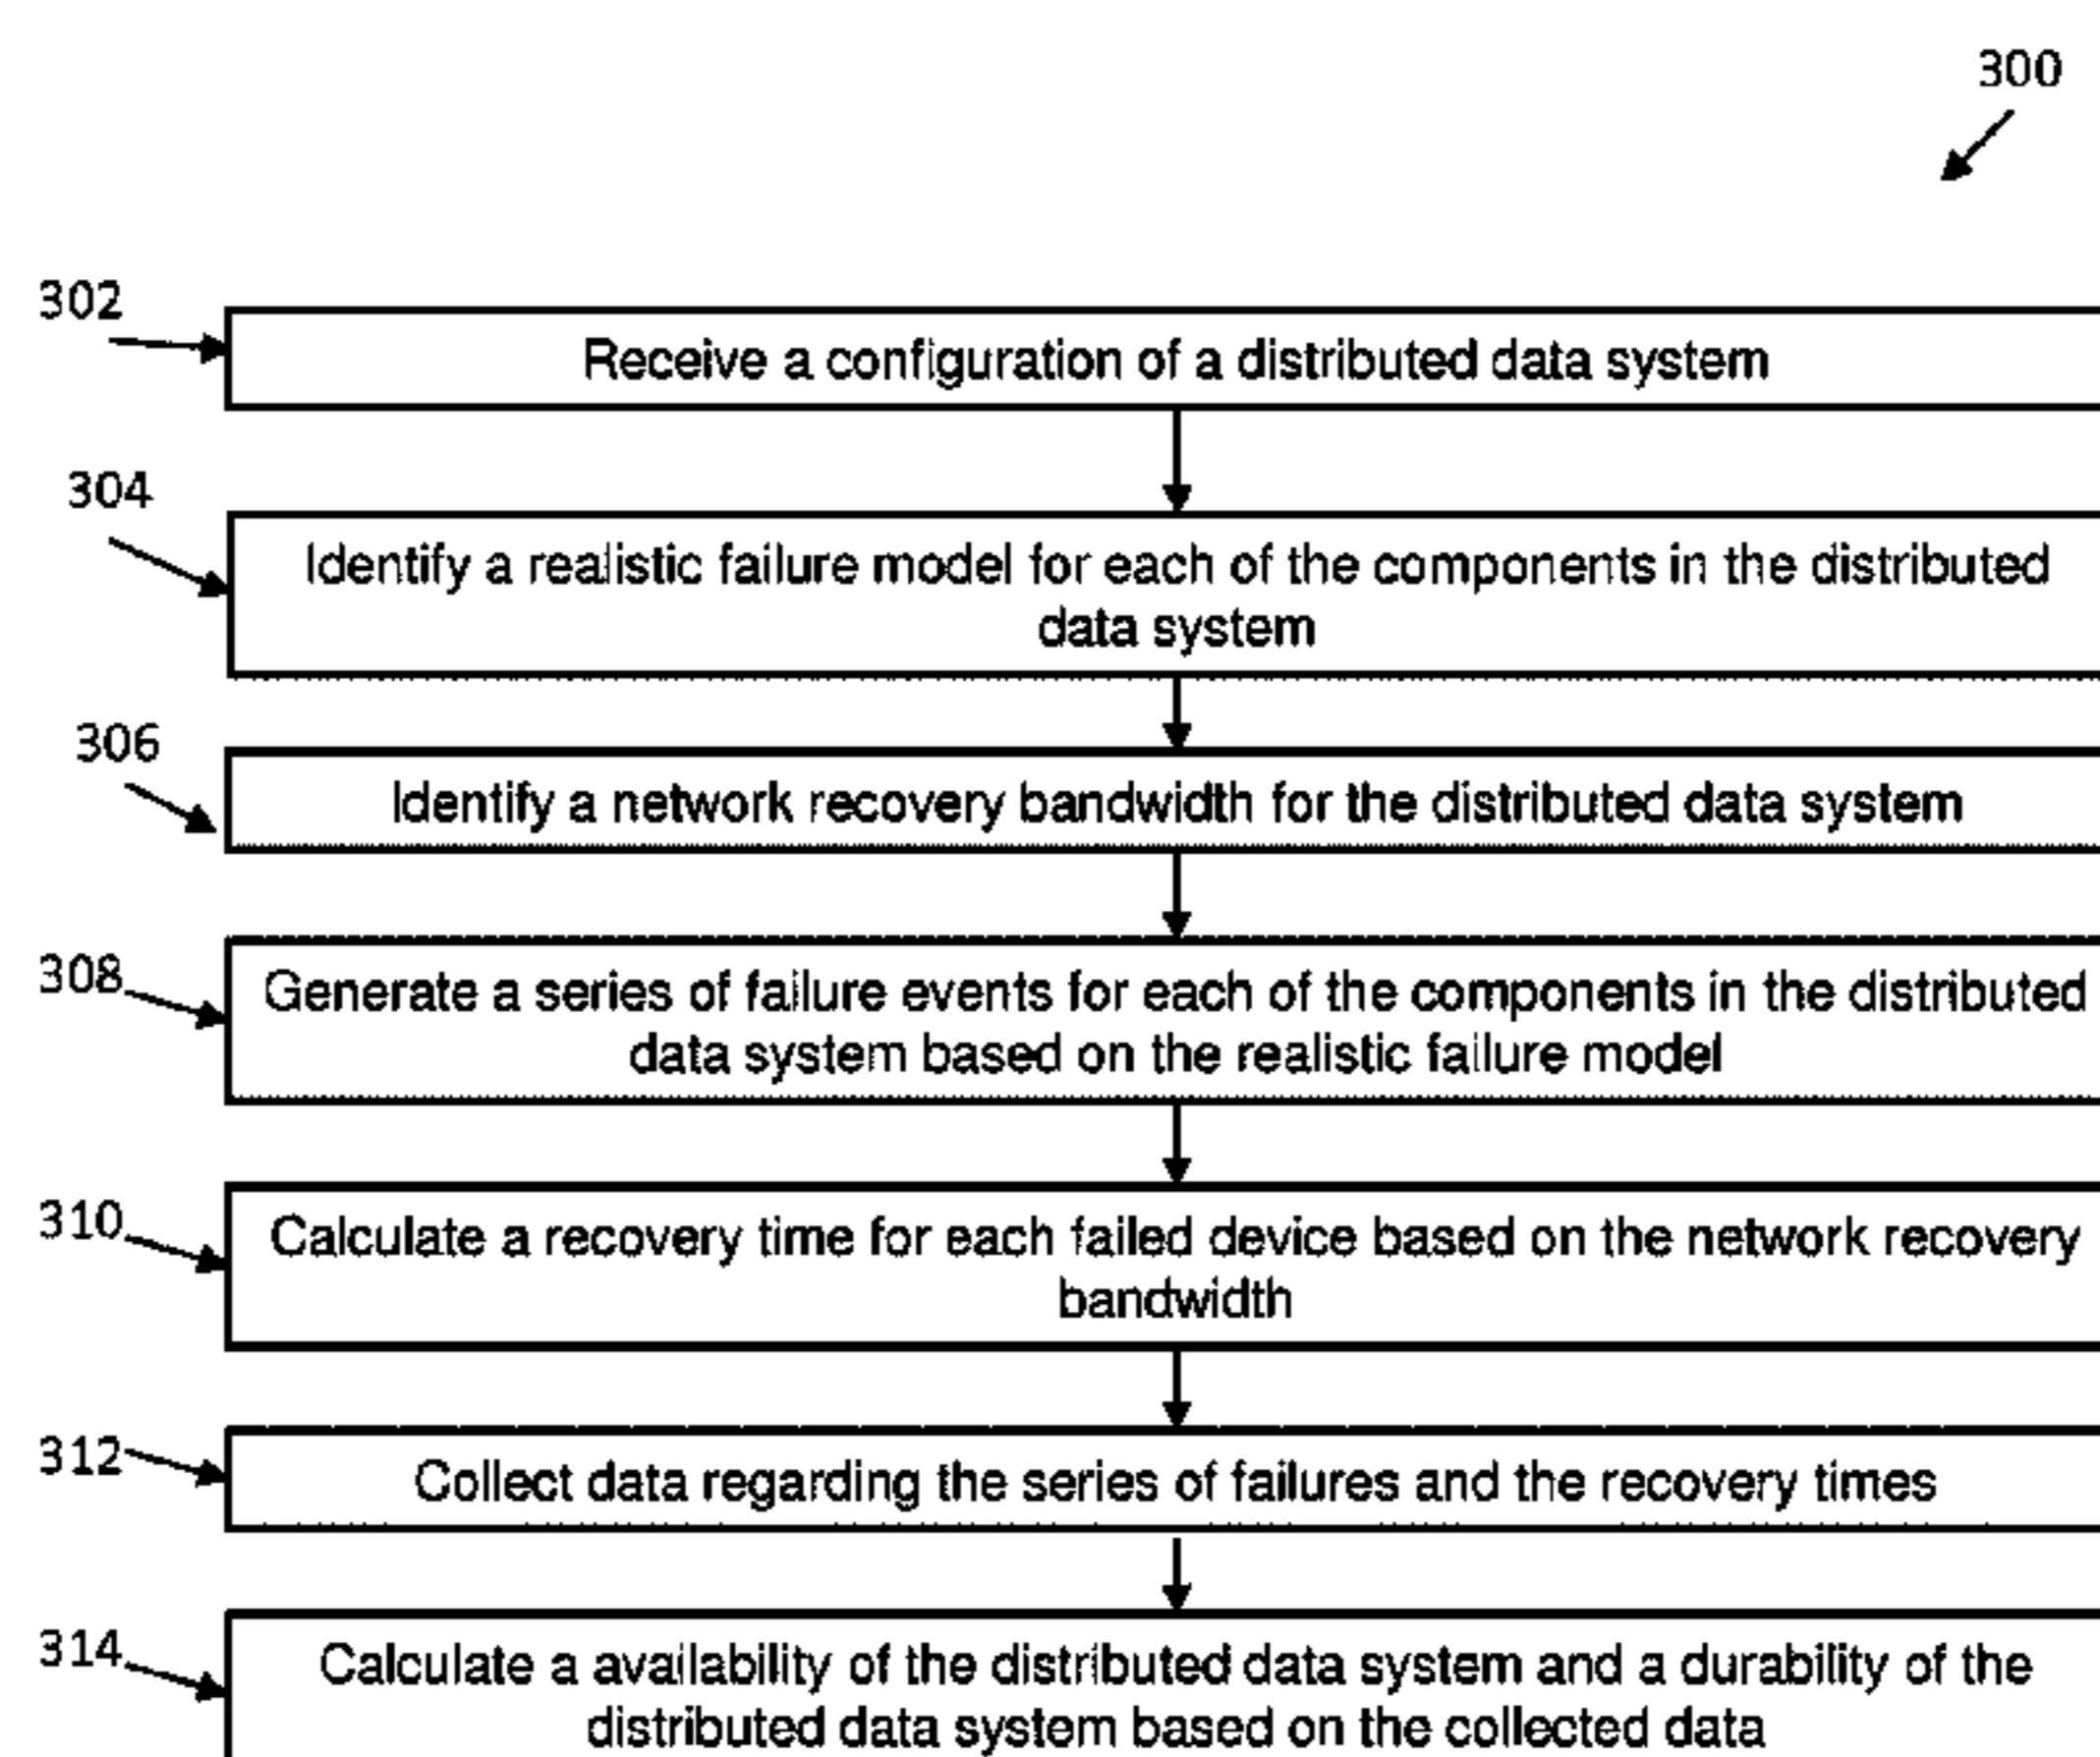 300
302
Receive a configuration of a distributed data system
304
Identify a realistic failure model for each of the components in the distributed
data system
306
Identify a network recovery bandwidth for the distributed data system
308
Generate a series of failure events for each of the components in the distributed
data system based on the realistic failure model
310
Calculate a recovery time for each failed device based on the network recovery
bandwidth
312
Collect data regarding the series of failures and the recovery times
314
Calculate a availability of the distributed data system and a durability of the
distributed data system based on the collected data